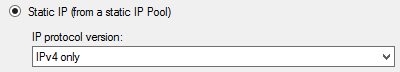 Static IP (from a static IP Pool)
IP protocol version:
IPv4 only